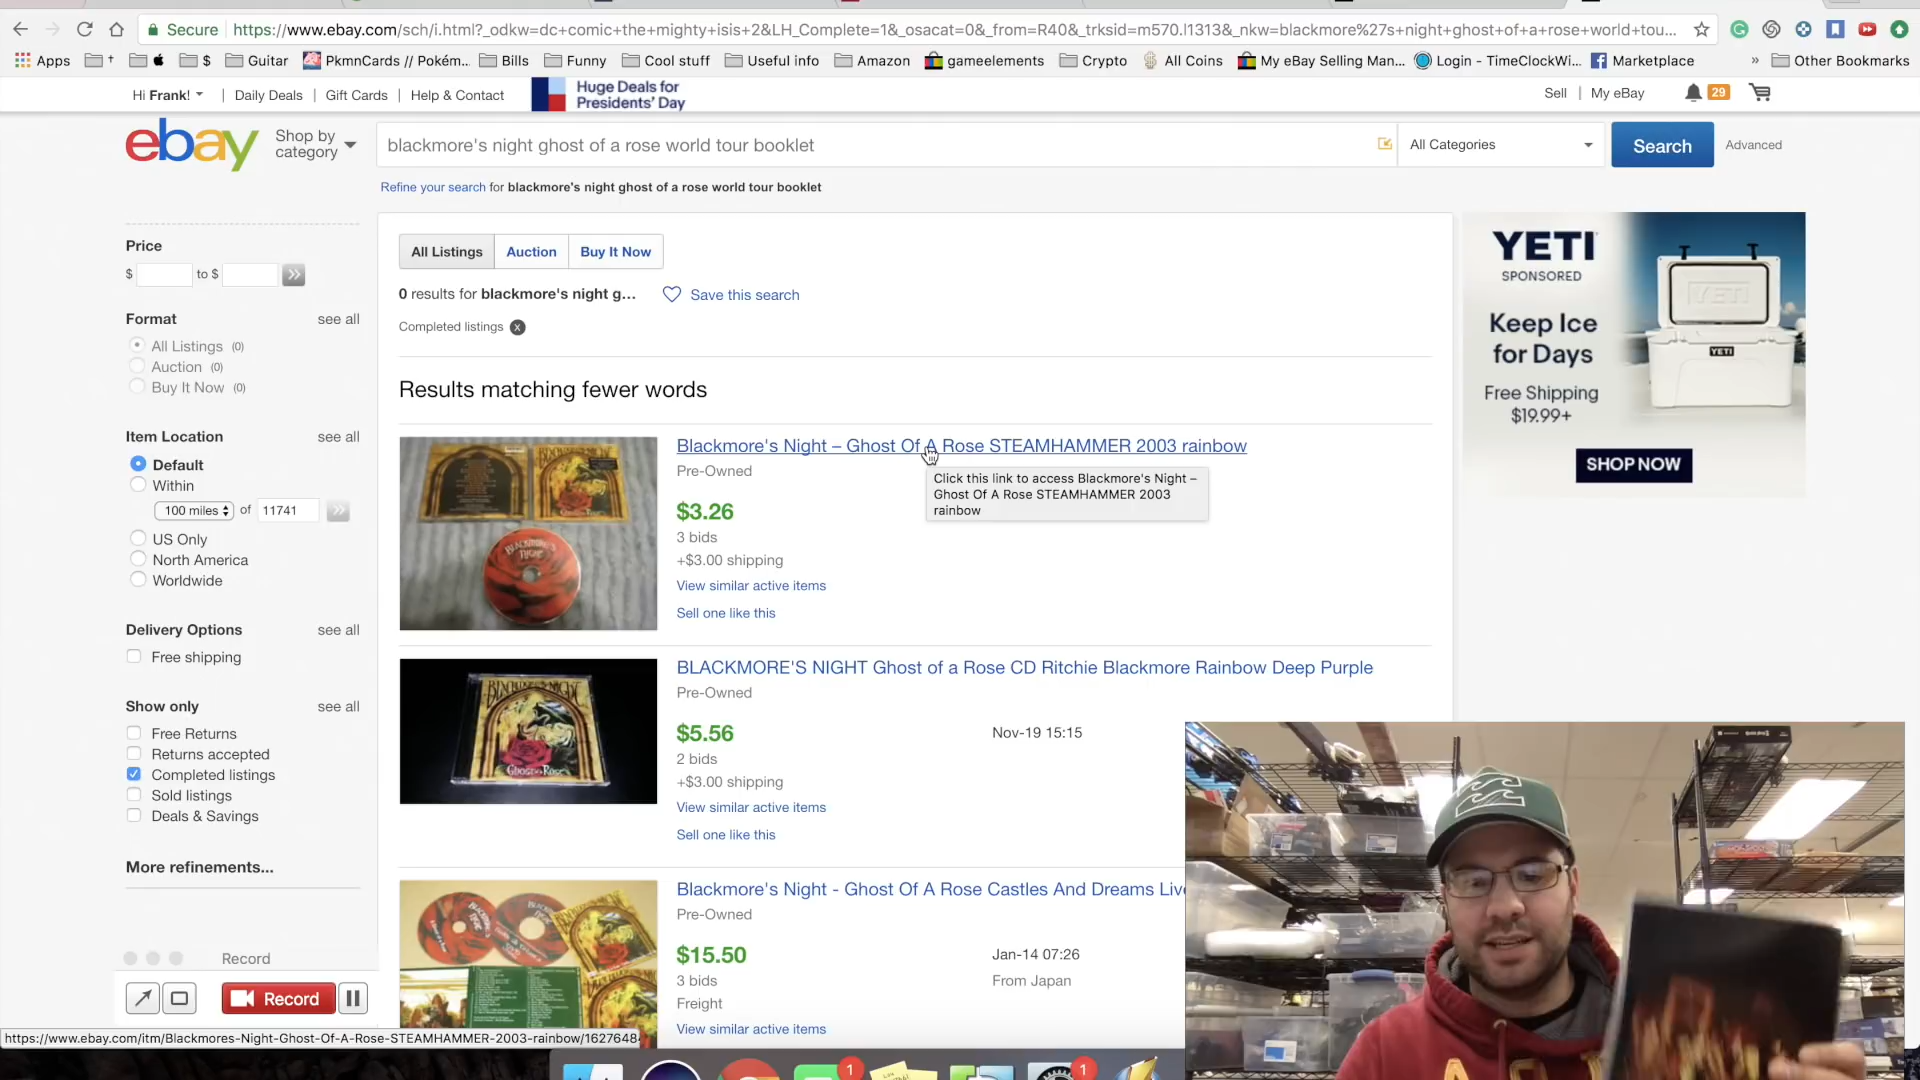 Secure https://www.ebay.com/sch/i.html?_odkw=dc+comic+the+mighty+isis+2&LH_Complete=1&_osacat=0&_from=R40&_trksid=m570.l1313&_nkw=blackmore%27s+night+ghost+of+a+rose+world+tou...
Apps † $ Guitar PkmnCards // Pokém... Bills Funny Cool stuff Useful info Amazon gameelements Crypto All Coins My eBay Selling Man... Login - TimeClockWi... Marketplace » Other Bookmarks
Hi Frank! Daily Deals Gift Cards Help & Contact
Huge Deals for
Presidents' Day
Sell My eBay 29
ebay
Shop by
category
blackmore's night ghost of a rose world tour booklet
All Categories
Search
Advanced
Refine your search for blackmore's night ghost of a rose world tour booklet
Price
$ to $
Format see all
All Listings (0)
Auction (0)
Buy It Now (0)
Item Location see all
Default
Within
100 miles of 11741
US Only
North America
Worldwide
Delivery Options see all
Free shipping
Show only see all
Free Returns
Returns accepted
Completed listings
Sold listings
Deals & Savings
More refinements...
All Listings Auction Buy It Now
0 results for blackmore's night g... Save this search
Completed listings x
Results matching fewer words
Blackmore's Night – Ghost Of A Rose STEAMHAMMER 2003 rainbow
Pre-Owned
Click this link to access Blackmore's Night –
Ghost Of A Rose STEAMHAMMER 2003
rainbow
$3.26
3 bids
+$3.00 shipping
View similar active items
Sell one like this
BLACKMORE'S NIGHT Ghost of a Rose CD Ritchie Blackmore Rainbow Deep Purple
Pre-Owned
$5.56
Nov-19 15:15
2 bids
+$3.00 shipping
View similar active items
Sell one like this
Blackmore's Night - Ghost Of A Rose Castles And Dreams Live
Pre-Owned
$15.50
Jan-14 07:26
3 bids
From Japan
Freight
View similar active items
YETI
SPONSORED
Keep Ice
for Days
Free Shipping
$19.99+
SHOP NOW
YETI
Record
Record
https://www.ebay.com/itm/Blackmores-Night-Ghost-Of-A-Rose-STEAMHAMMER-2003-rainbow/16276484
1
1